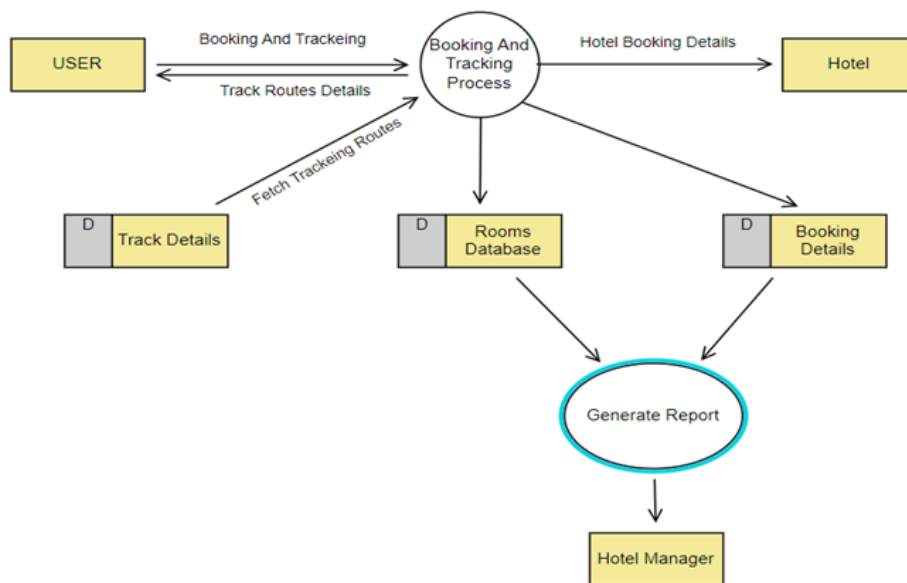 USER
Booking And Trackeing
Track Routes Details
Booking And
Tracking
Process
Hotel Booking Details
Hotel
Fetch Trackeing Routes
D
Track Details
D
Rooms
Database
D
Booking
Details
Generate Report
Hotel Manager